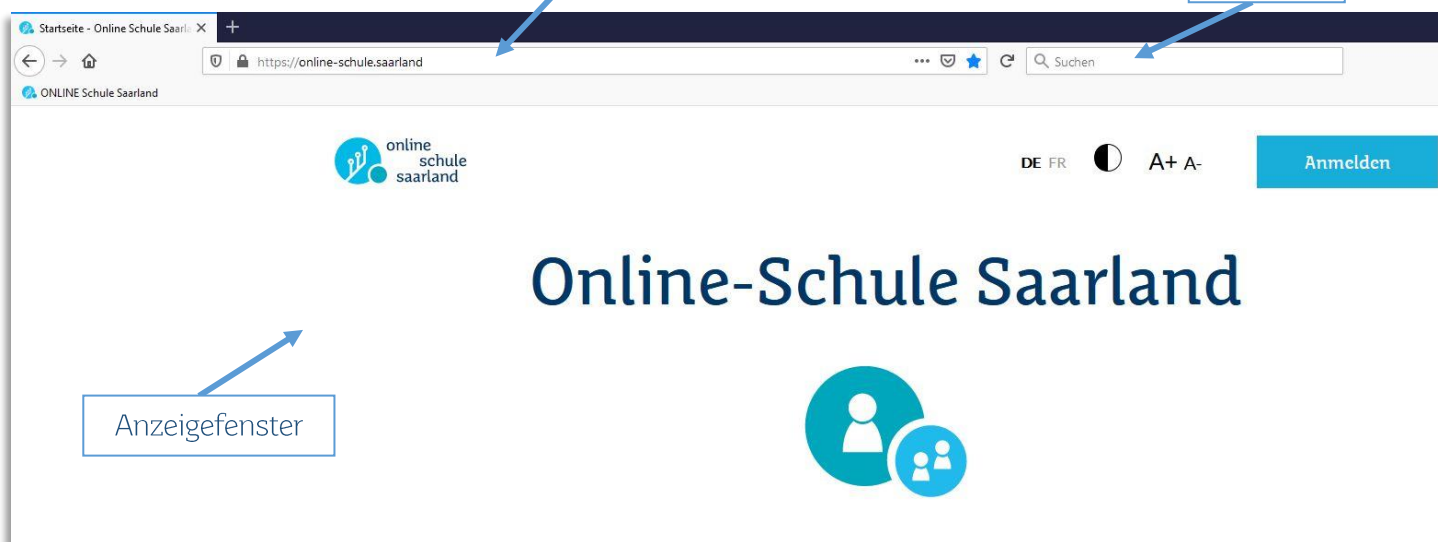 Startseite - Online Schule Saarla
https://online-schule.saarland
Suchen
ONLINE Schule Saarland
online
schule
saarland
DE FR A+ A-
Anmelden
Online-Schule Saarland
Anzeigefenster